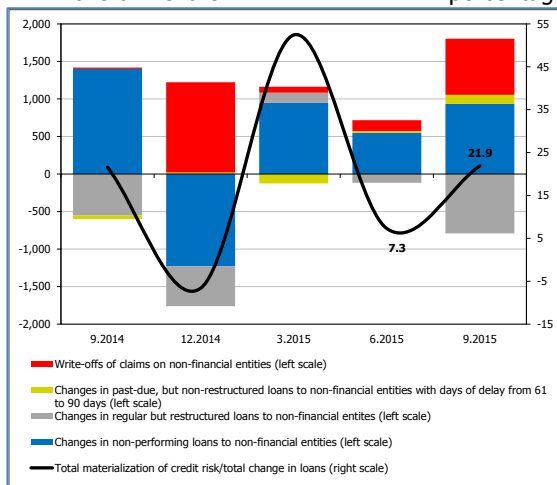 percentag
2,000
1,500
1,000
500
0
-500
-1,000
-1,500
-2,000
55
45
35
25
15
5
-5
-15
7.3
21.9
9.2014 12.2014 3.2015 6.2015 9.2015
Write-offs of claims on non-financial entities (left scale)
Changes in past-due, but non-restructured loans to non-financial entities with days of delay from 61
to 90 days (left scale)
Changes in regular but restructured loans to non-financial entites (left scale)
Changes in non-performing loans to non-financial entities (left scale)
Total materialization of credit risk/total change in loans (right scale)